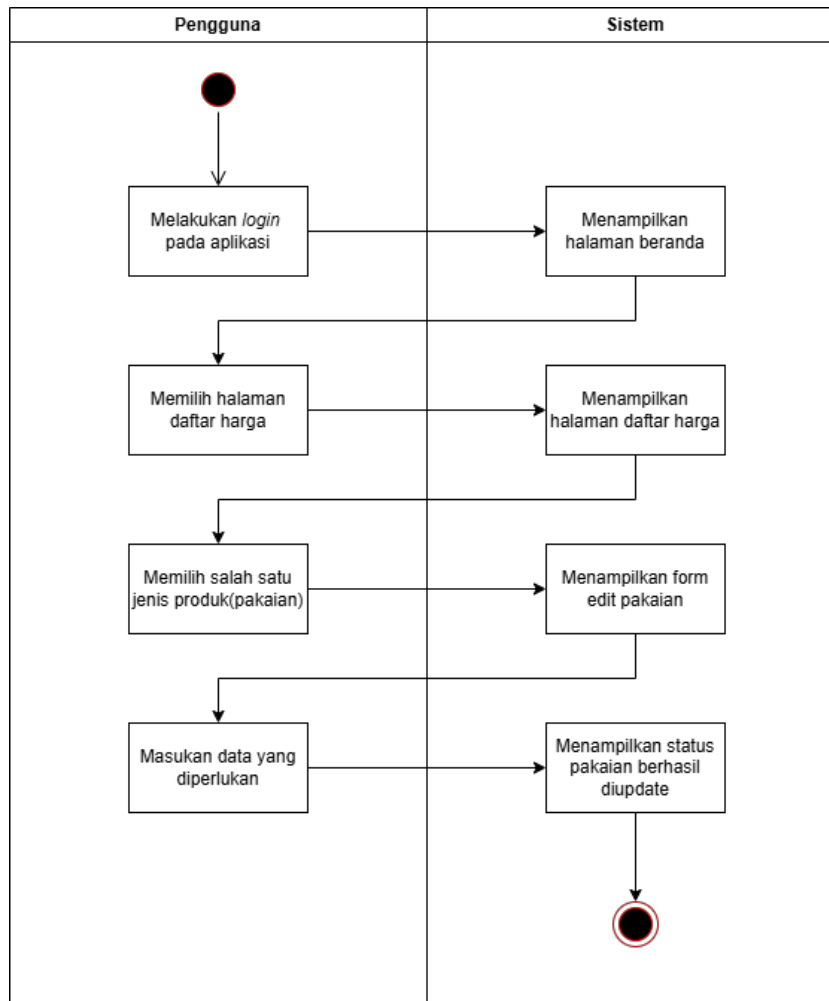 Pengguna
Sistem
Melakukan login
pada aplikasi
Menampilkan
halaman beranda
Memilih halaman
daftar harga
Menampilkan
halaman daftar harga
Memilih salah satu
jenis produk(pakaian)
Menampilkan form
edit pakaian
Masukan data yang
diperlukan
Menampilkan status
pakaian berhasil
diupdate